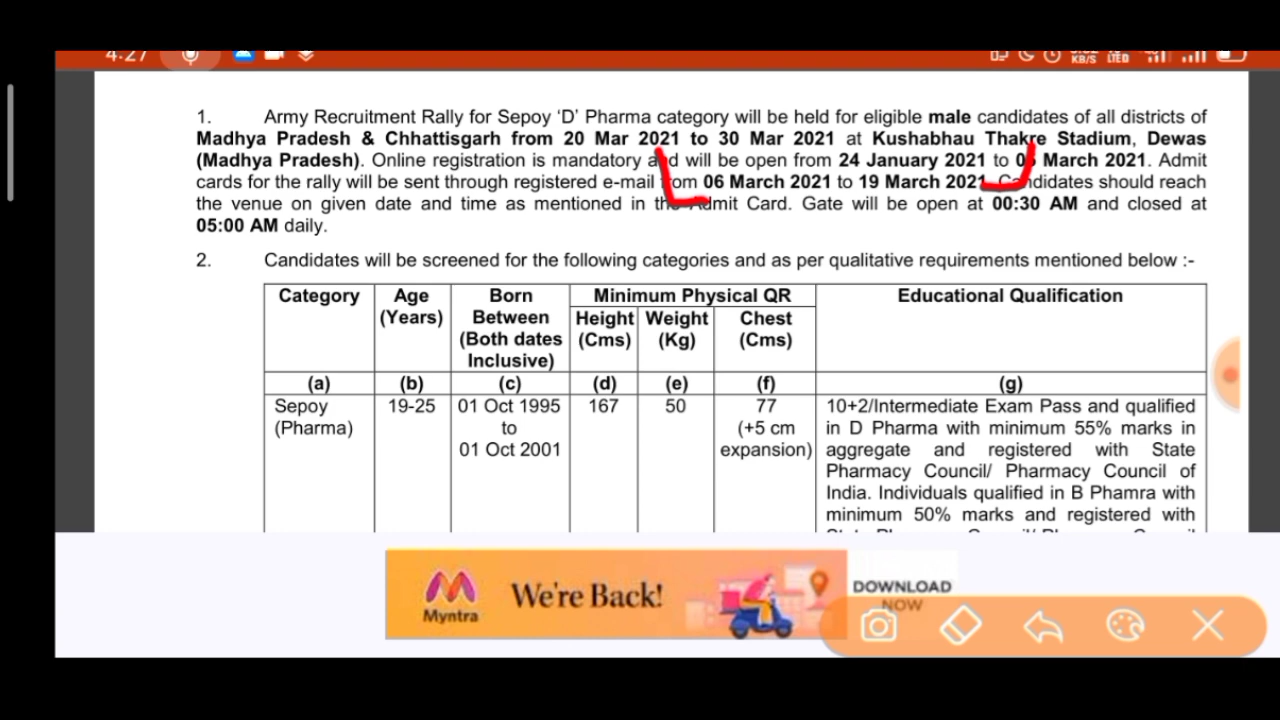 4:27 KB/S
1. Army Recruitment Rally for Sepoy ‘D’ Pharma category will be held for eligible male candidates of all districts of
Madhya Pradesh & Chhattisgarh from 20 Mar 2021 to 30 Mar 2021 at Kushabhau Thakre Stadium, Dewas
(Madhya Pradesh). Online registration is mandatory and will be open from 24 January 2021 to March 2021. Admit
cards for the rally will be sent through registered e-mail from 06 March 2021 to 19 March 2021. Candidates should reach
the venue on given date and time as mentioned in the Admit Card. Gate will be open at 00:30 AM and closed at
05:00 AM daily.
2. Candidates will be screened for the following categories and as per qualitative requirements mentioned below :-
Category Age Born Minimum Physical QR Educational Qualification
(Years) Between Height Weight Chest
(Both dates (Cms) (Kg) (Cms)
Inclusive)
(a) (b) (c) (d) (e) (f) (g)
Sepoy 19-25 01 Oct 1995 167 50 77 10+2/Intermediate Exam Pass and qualified
(Pharma) to (+5 cm in D Pharma with minimum 55% marks in
01 Oct 2001 expansion) aggregate and registered with State
Pharmacy Council/ Pharmacy Council of
India. Individuals qualified in B Phamra with
minimum 50% marks and registered with
Myntra We're Back! DOWNLOAD
NOW